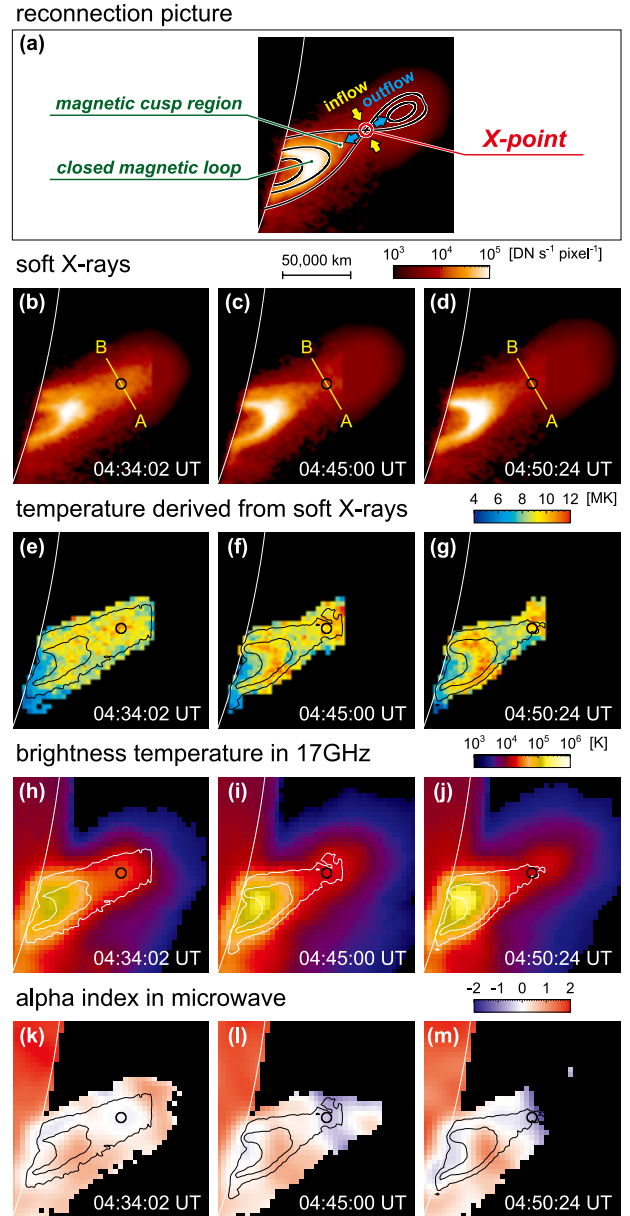 reconnection picture
(a)
inflow
outflow
magnetic cusp region
closed magnetic loop
X-point
soft X-rays
50,000 km
10³ 10⁴ 10⁵ [DN s⁻¹ pixel⁻¹]
(b) (c) (d)
B B B
A A A
04:34:02 UT 04:45:00 UT 04:50:24 UT
temperature derived from soft X-rays
4 6 8 10 12 [MK]
(e) (f) (g)
04:34:02 UT 04:45:00 UT 04:50:24 UT
brightness temperature in 17GHz
10³ 10⁴ 10⁵ 10⁶ [K]
(h) (i) (j)
04:34:02 UT 04:45:00 UT 04:50:24 UT
alpha index in microwave
-2 -1 0 1 2
(k) (l) (m)
04:34:02 UT 04:45:00 UT 04:50:24 UT